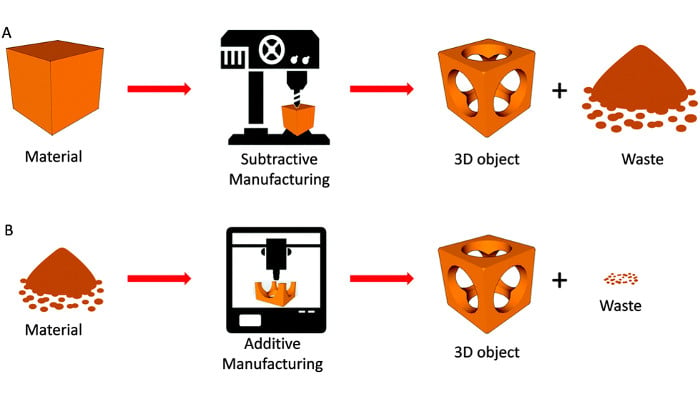 A
Material
Subtractive
Manufacturing
3D object
+
Waste
B
Material
Additive
Manufacturing
3D object
+
Waste